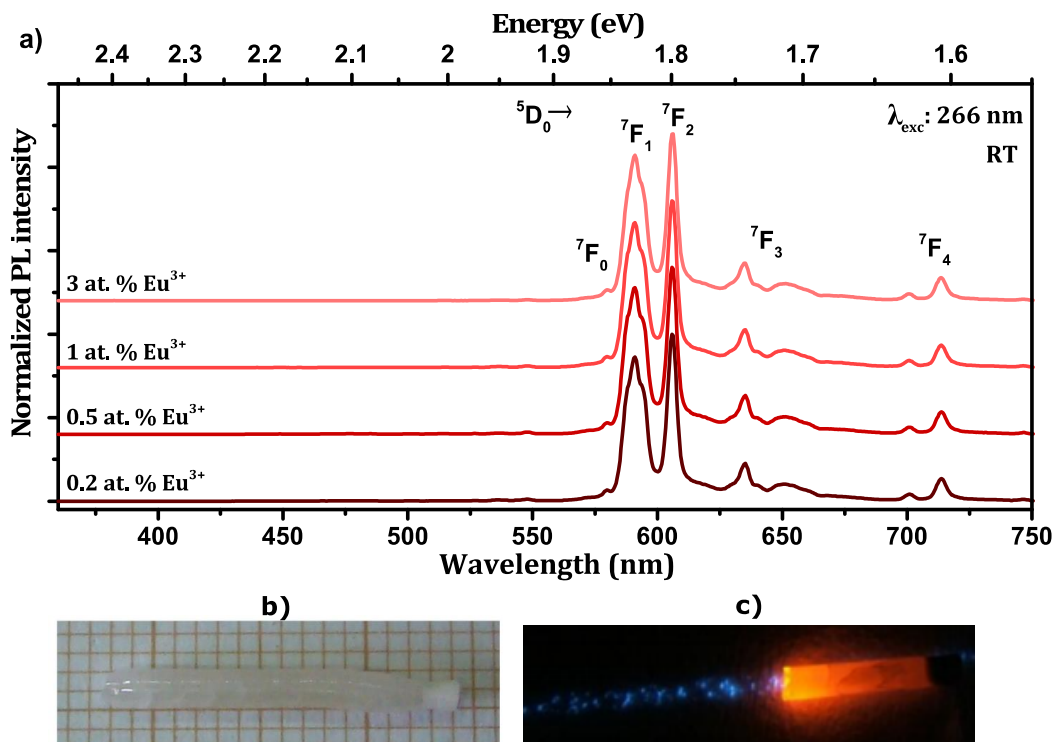 Energy (eV)
a)
2.4 2.3 2.2 2.1 2 1.9 1.8 1.7 1.6
⁵D₀→ ⁷F₀ ⁷F₁ ⁷F₂ ⁷F₃ ⁷F₄
λexc: 266 nm
RT
Normalized PL intensity
3 at. % Eu³⁺
1 at. % Eu³⁺
0.5 at. % Eu³⁺
0.2 at. % Eu³⁺
400 450 500 550 600 650 700 750
Wavelength (nm)
b)
c)